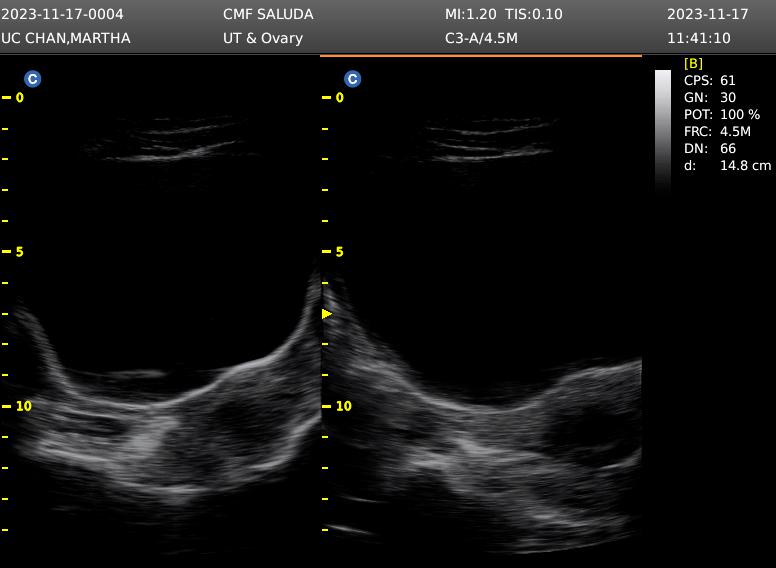 2023-11-17-0004 CMF SALUDA MI:1.20 TIS:0.10 2023-11-17
UC CHAN,MARTHA UT & Ovary C3-A/4.5M 11:41:10
C C
0 0
5 5
10 10
[B]
CPS: 61
GN: 30
POT: 100 %
FRC: 4.5M
DN: 66
d: 14.8 cm